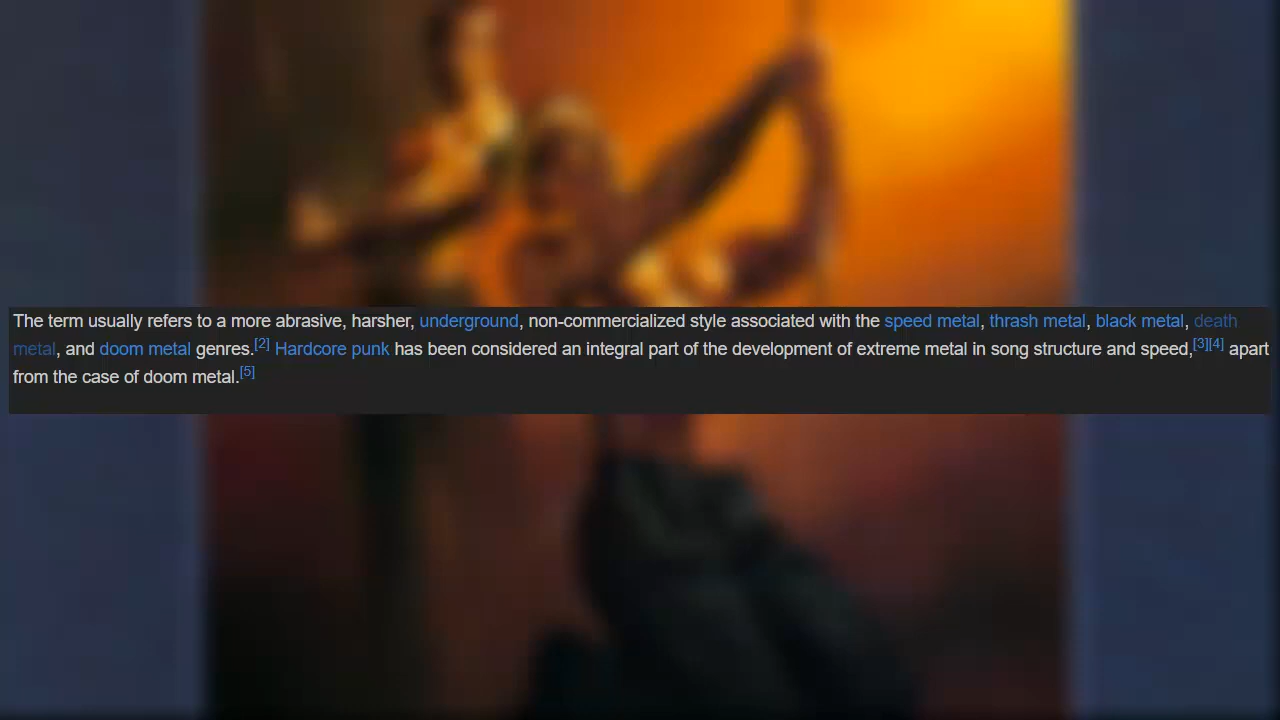 The term usually refers to a more abrasive, harsher, underground, non-commercialized style associated with the speed metal, thrash metal, black metal, death
metal, and doom metal genres.[2] Hardcore punk has been considered an integral part of the development of extreme metal in song structure and speed,[3][4] apart
from the case of doom metal.[5]